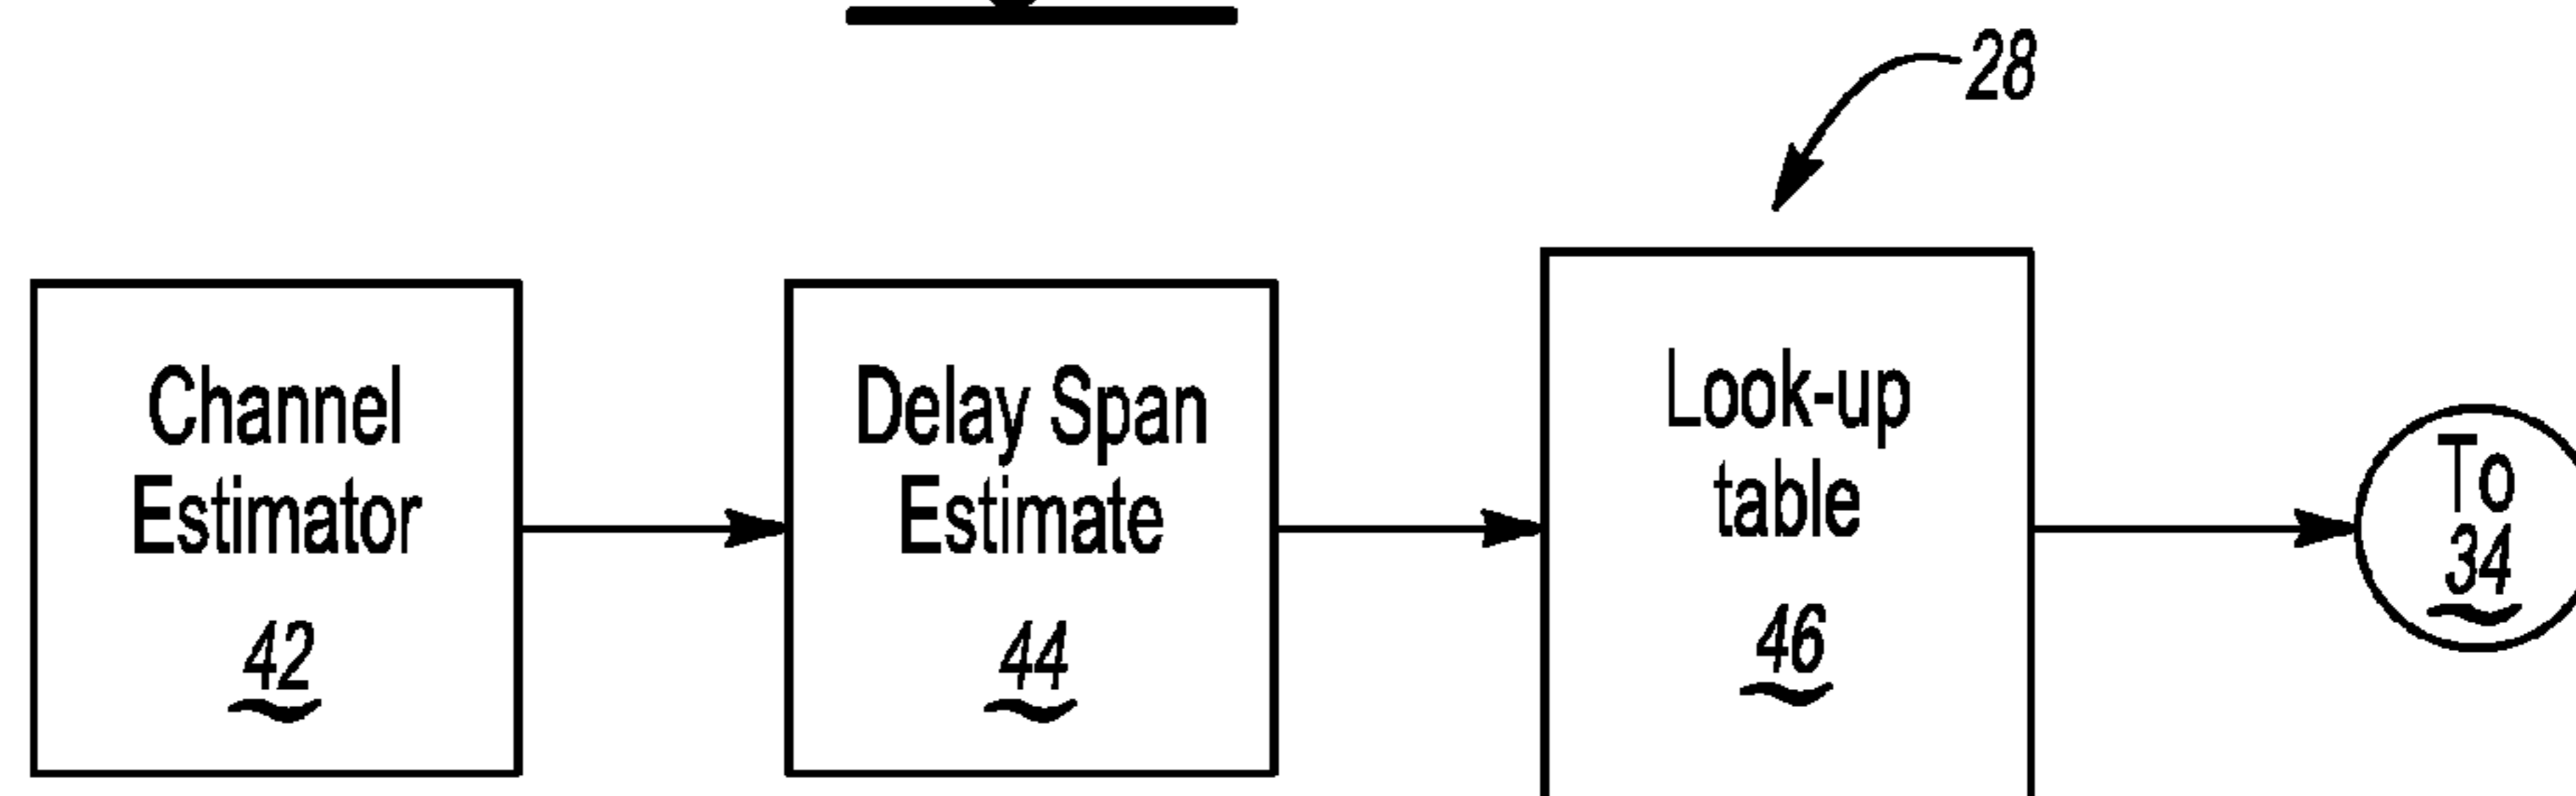 28
Channel
Estimator
42
Delay Span
Estimate
44
Look-up
table
46
To
34